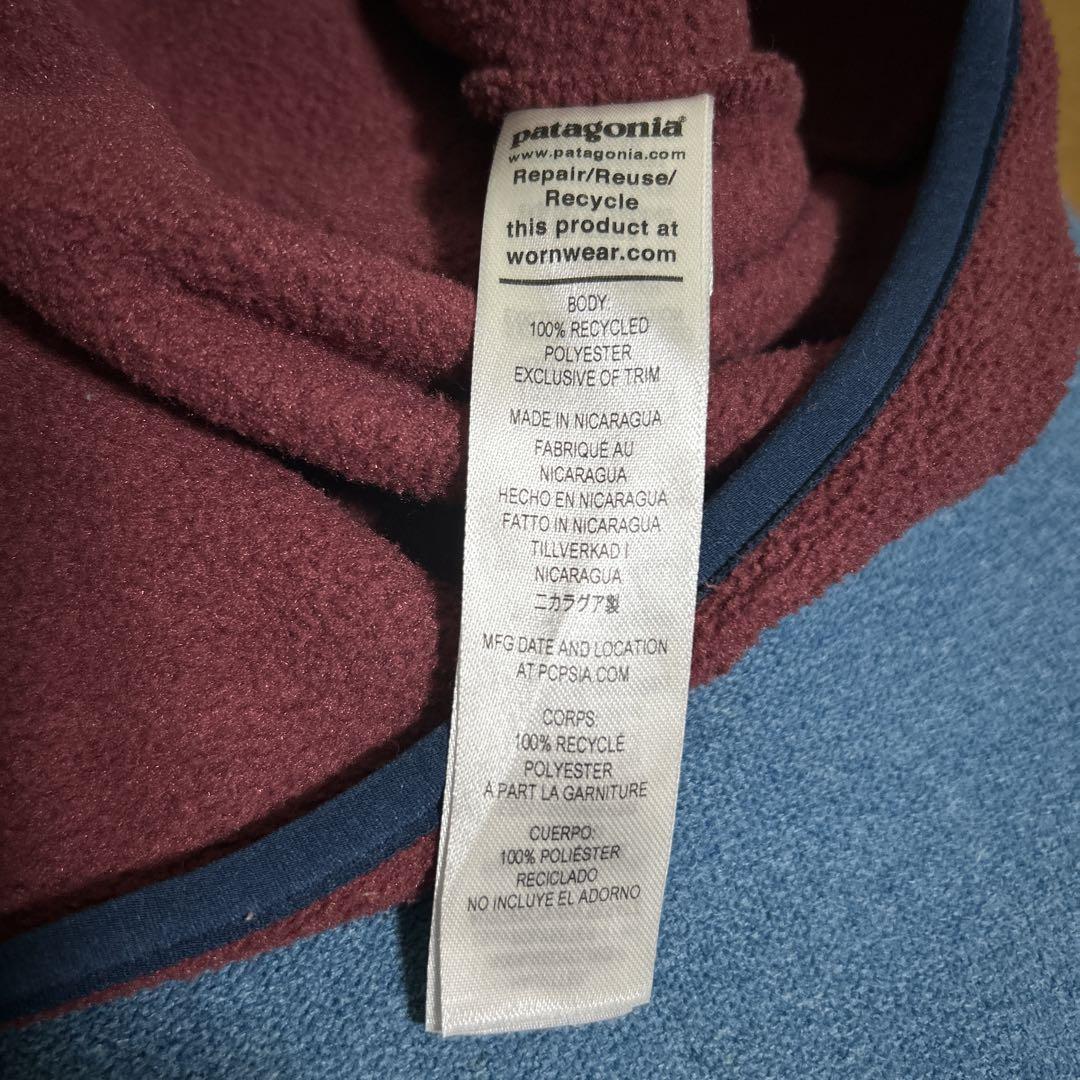 patagonia®
www.patagonia.com
Repair/Reuse/
Recycle
this product at
wornwear.com
BODY:
100% RECYCLED
POLYESTER
EXCLUSIVE OF TRIM
MADE IN NICARAGUA
FABRIQUÉ AU
NICARAGUA
HECHO EN NICARAGUA
FATTO IN NICARAGUA
TILLVERKAD I
NICARAGUA
ニカラグア製
MFG DATE AND LOCATION
AT PCPSIA.COM
CORPS:
100% RECYCLÉ
POLYESTER
A PART LA GARNITURE
CUERPO:
100% POLIÉSTER
RECICLADO
NO INCLUYE EL ADORNO